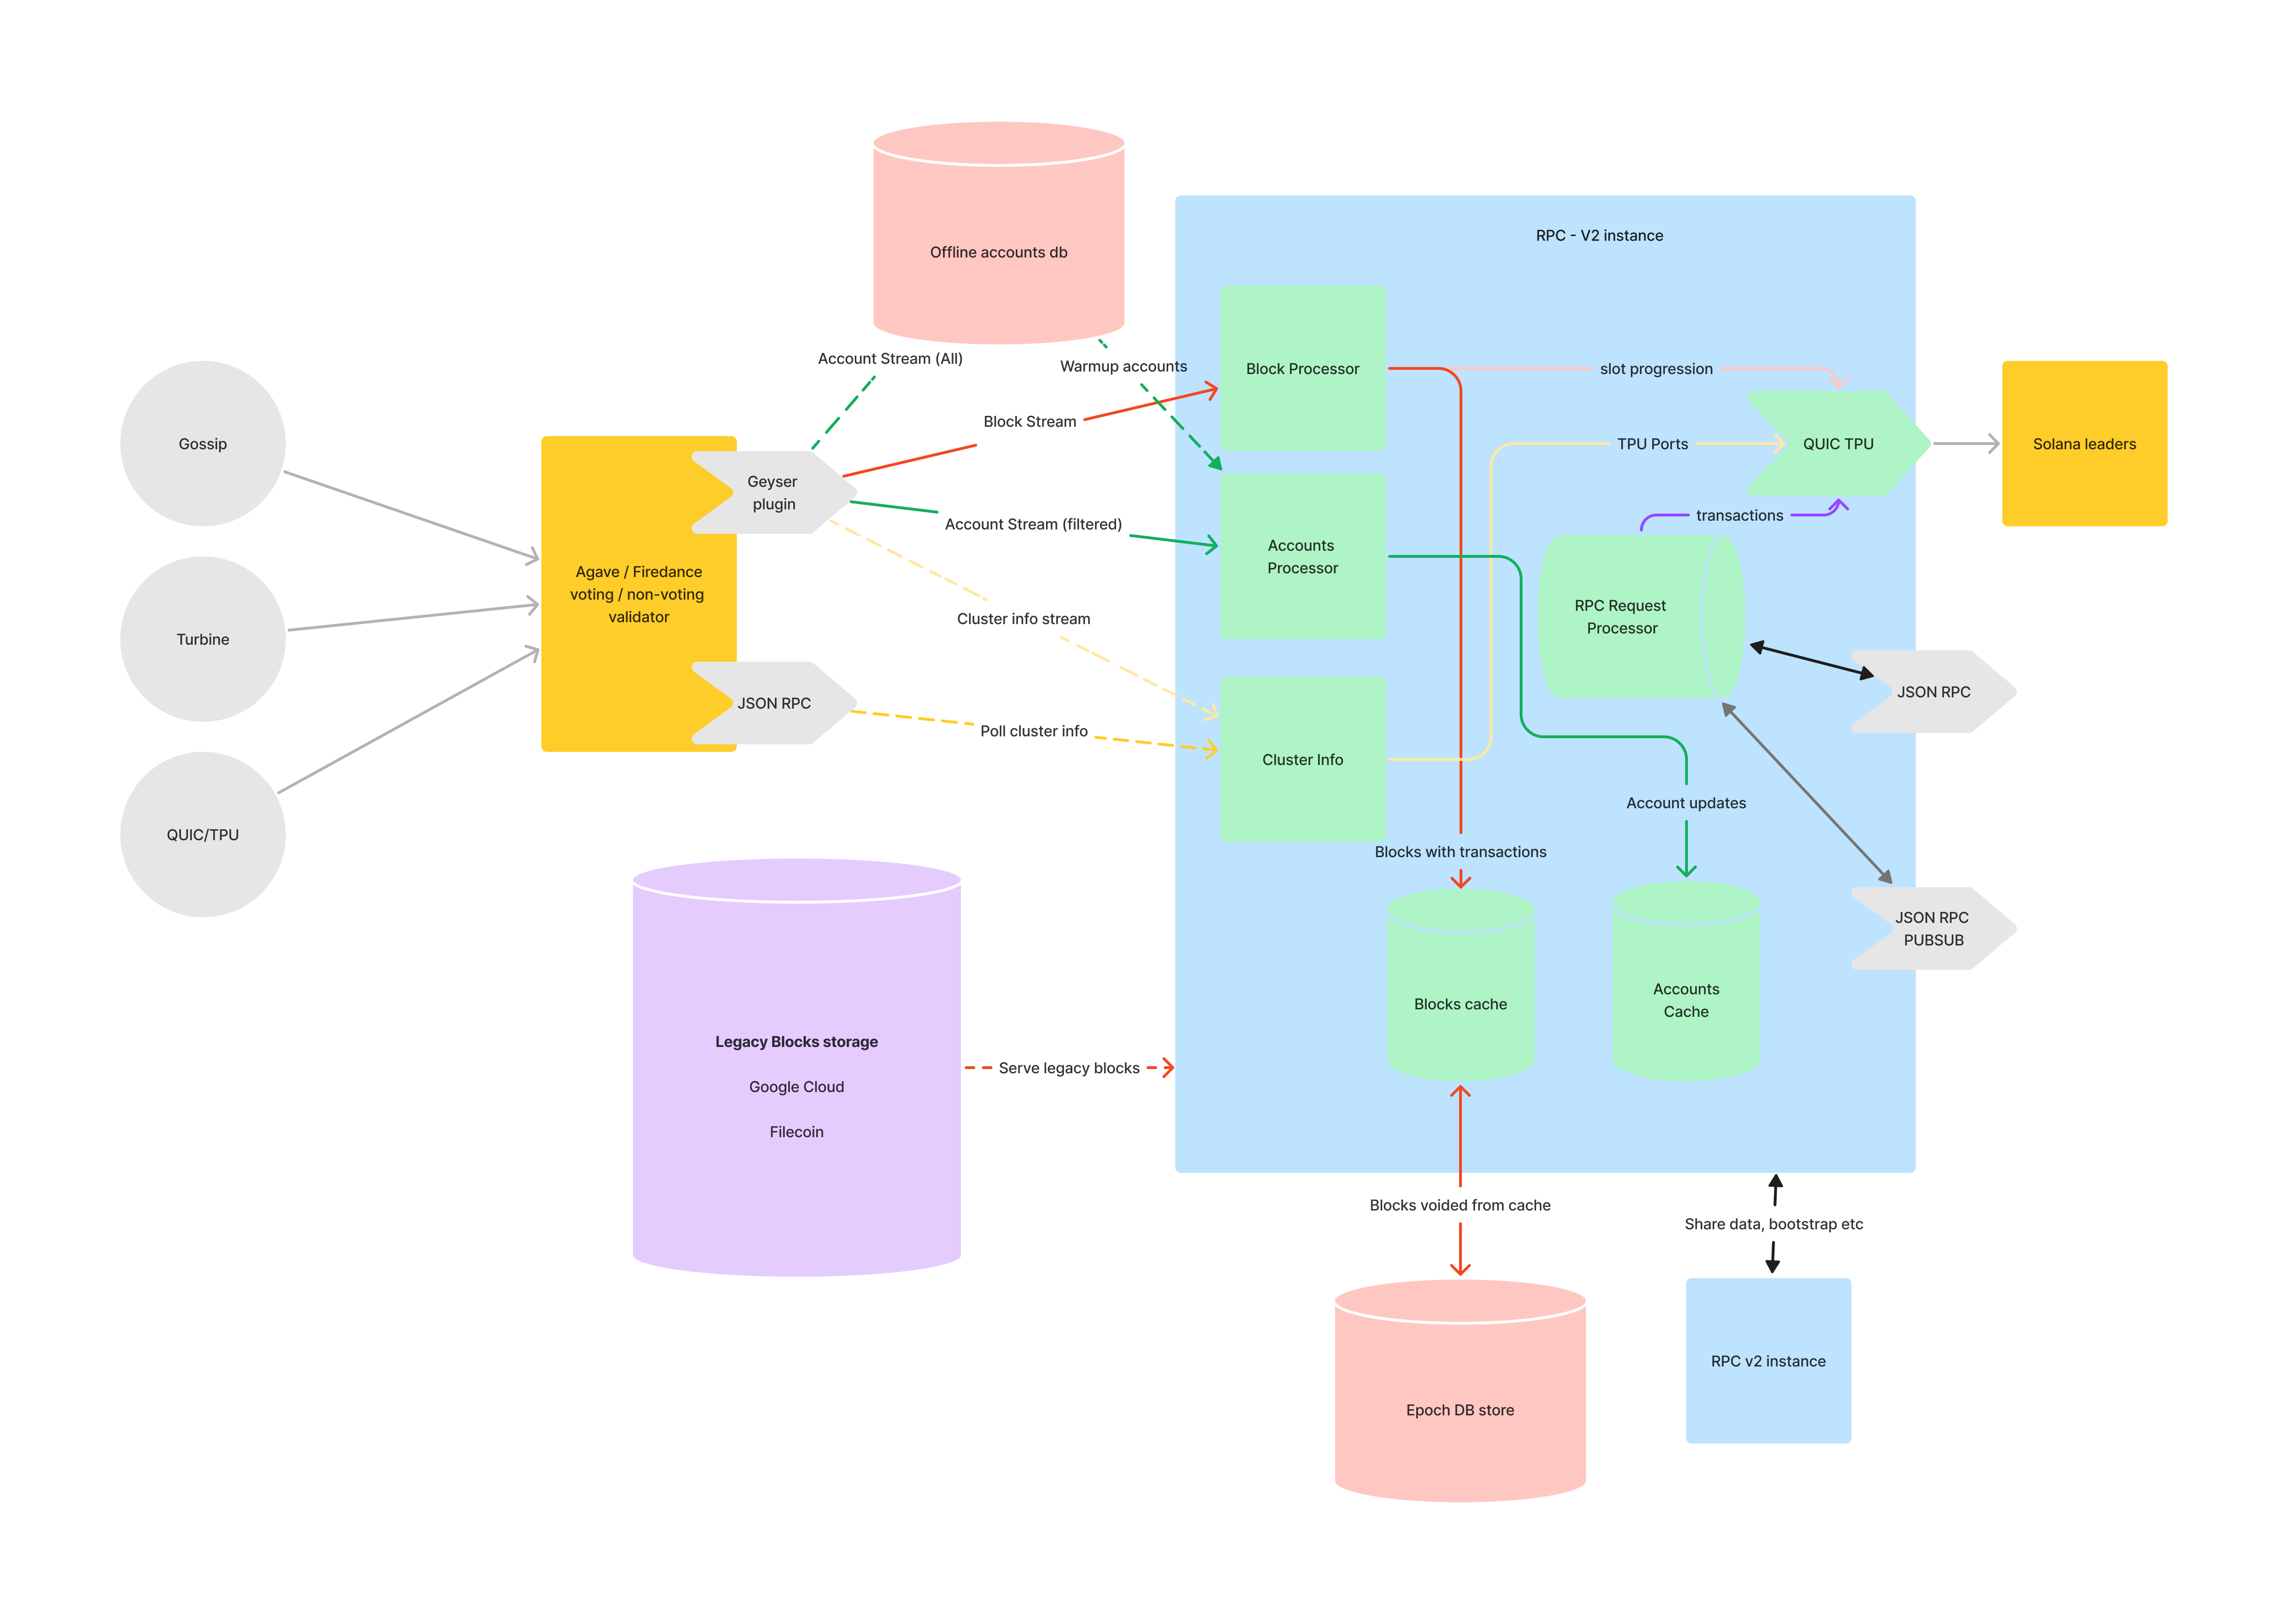 Offline accounts db
RPC - V2 instance
Account Stream (All)
Warmup accounts
Block Processor
slot progression
Block Stream
Gossip
TPU Ports
QUIC TPU
Solana leaders
Geyser
plugin
transactions
Account Stream (filtered)
Accounts
Processor
Agave / Firedance
voting / non-voting
validator
RPC Request
Processor
Cluster info stream
Turbine
JSON RPC
JSON RPC
Poll cluster info
Cluster Info
Account updates
QUIC/TPU
Blocks with transactions
JSON RPC
PUBSUB
Blocks cache
Accounts
Cache
Legacy Blocks storage
Google Cloud
Filecoin
Serve legacy blocks
Blocks voided from cache
Share data, bootstrap etc
RPC v2 instance
Epoch DB store